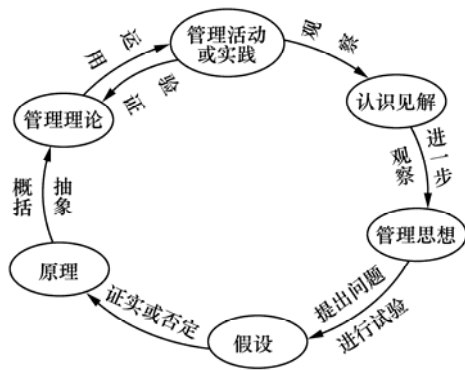 管理活动
或实践
观察
认识见解
进一步
观察
管理思想
提出问题
进行试验
假设
证实或否定
原理
概括
抽象
管理理论
运用
验证